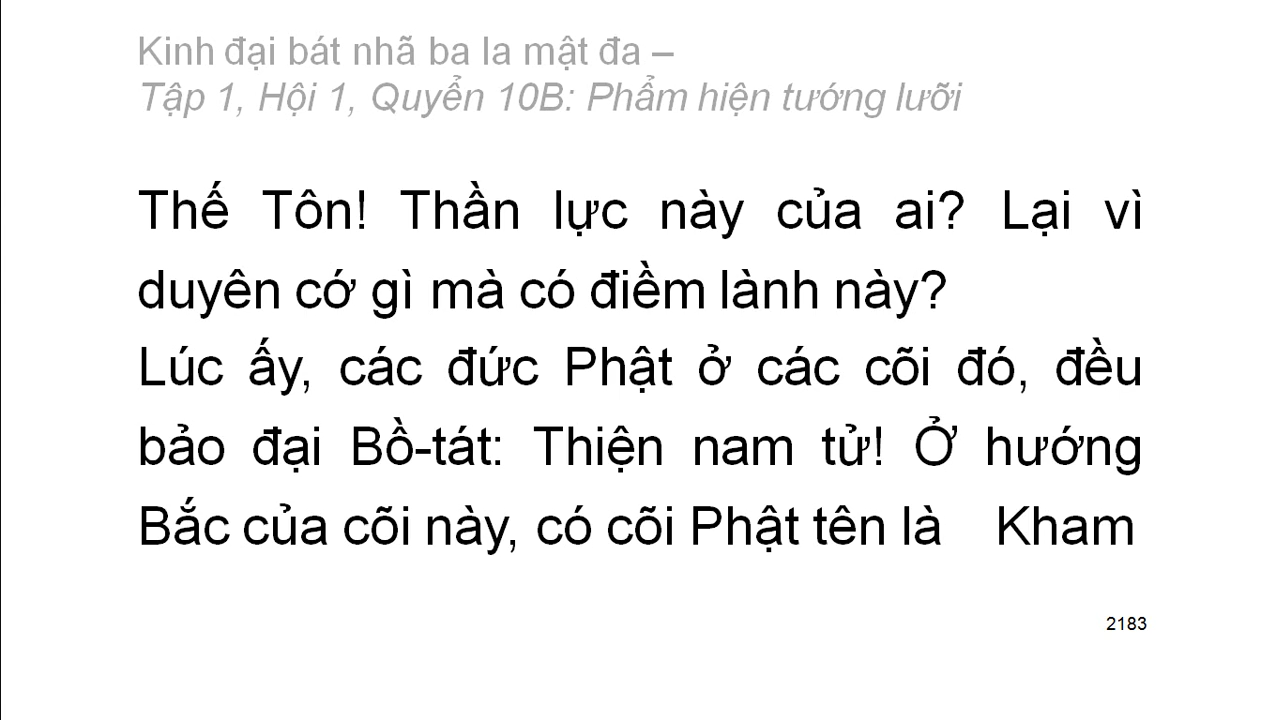 Kinh đại bát nhã ba la mật đa –
Tập 1, Hội 1, Quyển 10B: Phẩm hiện tướng lưỡi
Thế Tôn! Thần lực này của ai? Lại vì
duyên cớ gì mà có điềm lành này?
Lúc ấy, các đức Phật ở các cõi đó, đều
bảo đại Bồ-tát: Thiện nam tử! Ở hướng
Bắc của cõi này, có cõi Phật tên là Kham
2183